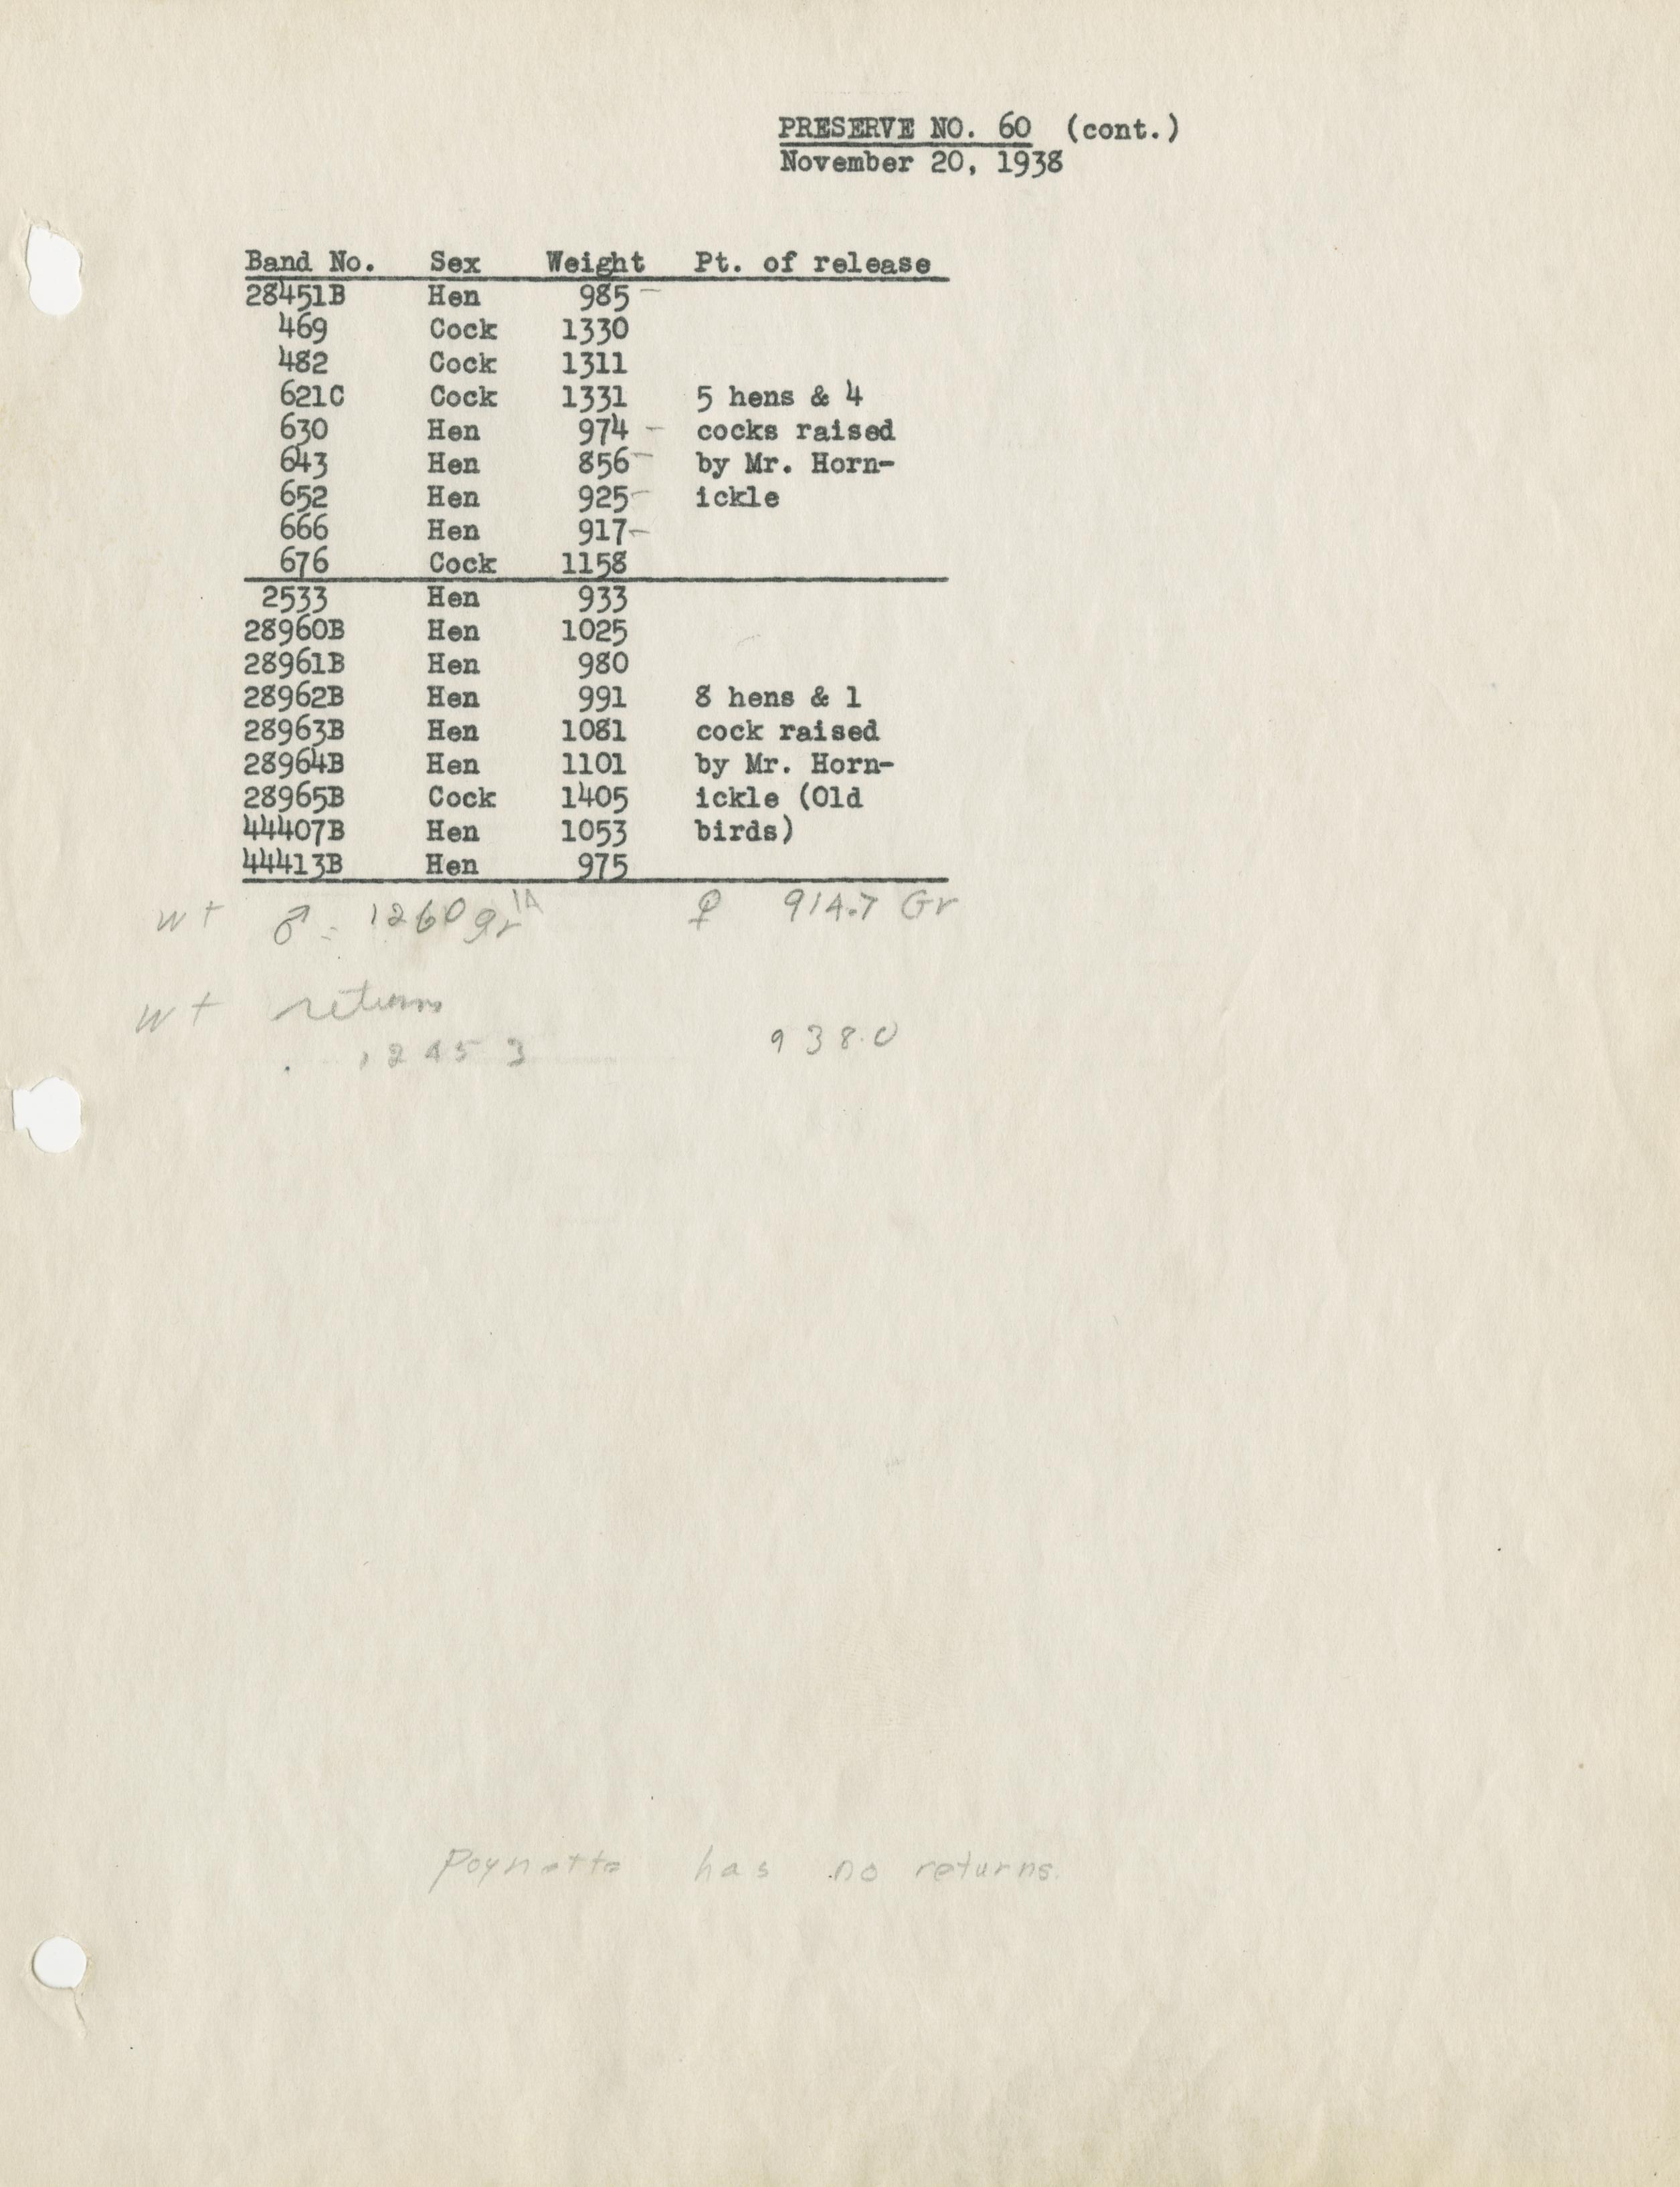 PRESERVE NO. 60 (cont.)
November 20, 1938
Band No. Sex Weight Pt. of release
28451B Hen 985 -
469 Cock 1330
482 Cock 1311
621C Cock 1331 5 hens & 4
630 Hen 974 - cocks raised
643 Hen 856 - by Mr. Horn-
652 Hen 925 - ickle
666 Hen 917 -
676 Cock 1158
2533 Hen 933
28960B Hen 1025
28961B Hen 980
28962B Hen 991 8 hens & 1
28963B Hen 1081 cock raised
28964B Hen 1101 by Mr. Horn-
28965B Cock 1405 ickle (Old
44407B Hen 1053 birds)
44413B Hen 975
wt ♂ = 1260 gr ♀ 914.7 Gr
wt returns
1245 3 938.0
Poynette has no returns.